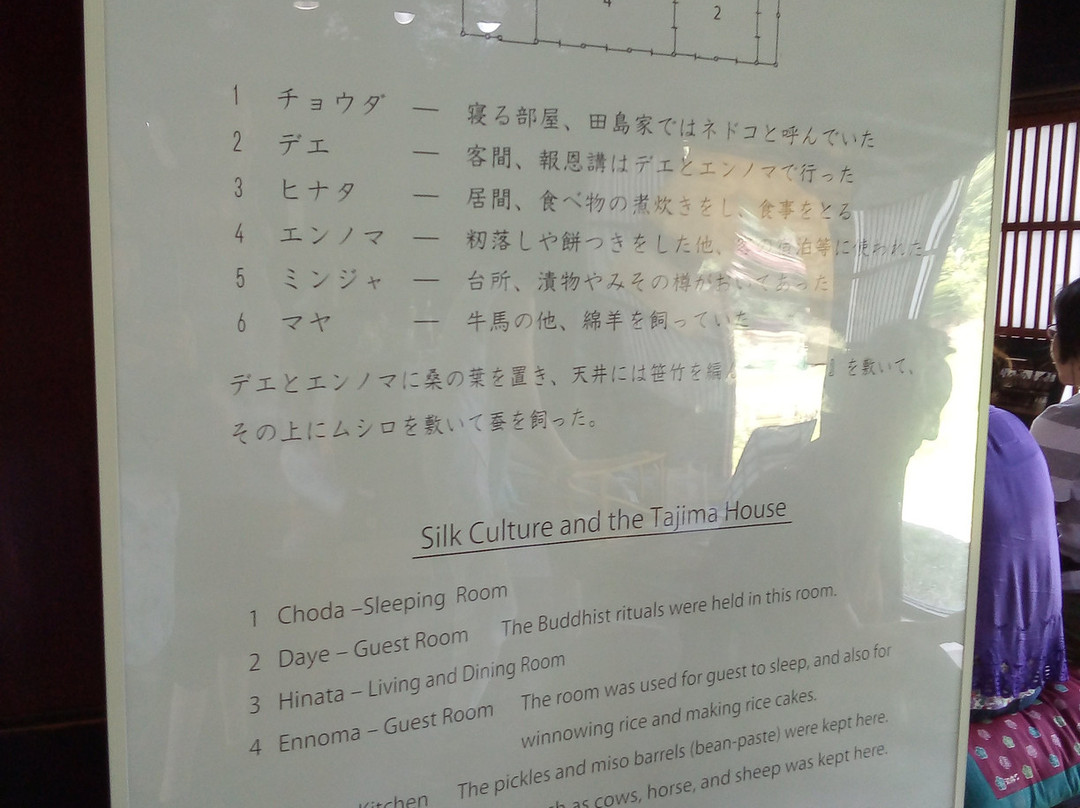 4
2
1 チョウダ ― 寝る部屋、田島家ではネドコと呼んでいた
2 デエ ― 客間、報恩講はデエとエンノマで行った
3 ヒナタ ― 居間、食べ物の煮炊きをし、食事をとる
4 エンノマ ― 籾落しや餅つきをした他、客の宿泊等に使われた
5 ミンジャ ― 台所、漬物やみその樽がおいてあった
6 マヤ ― 牛馬の他、綿羊を飼っていた
デエとエンノマに桑の葉を置き、天井には笹竹を編ん 』を敷いて、
その上にムシロを敷いて蚕を飼った。
Silk Culture and the Tajima House
1 Choda –Sleeping Room
2 Daye – Guest Room The Buddhist rituals were held in this room.
3 Hinata – Living and Dining Room
4 Ennoma – Guest Room The room was used for guest to sleep, and also for
winnowing rice and making rice cakes.
Kitchen The pickles and miso barrels (bean-paste) were kept here.
as cows, horse, and sheep was kept here.